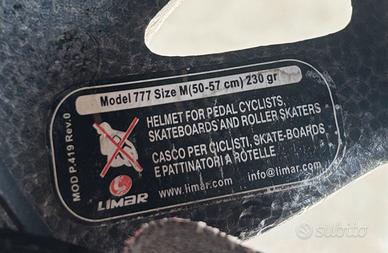 Model 777 Size M(50-57 cm) 230 gr
HELMET FOR PEDAL CYCLISTS,
SKATEBOARDS AND ROLLER SKATERS
CASCO PER CICLISTI, SKATE-BOARDS
E PATTINATORI A ROTELLE
www.limar.com info@limar.com
MOD P.419 Rev.0
LIMAR
subito